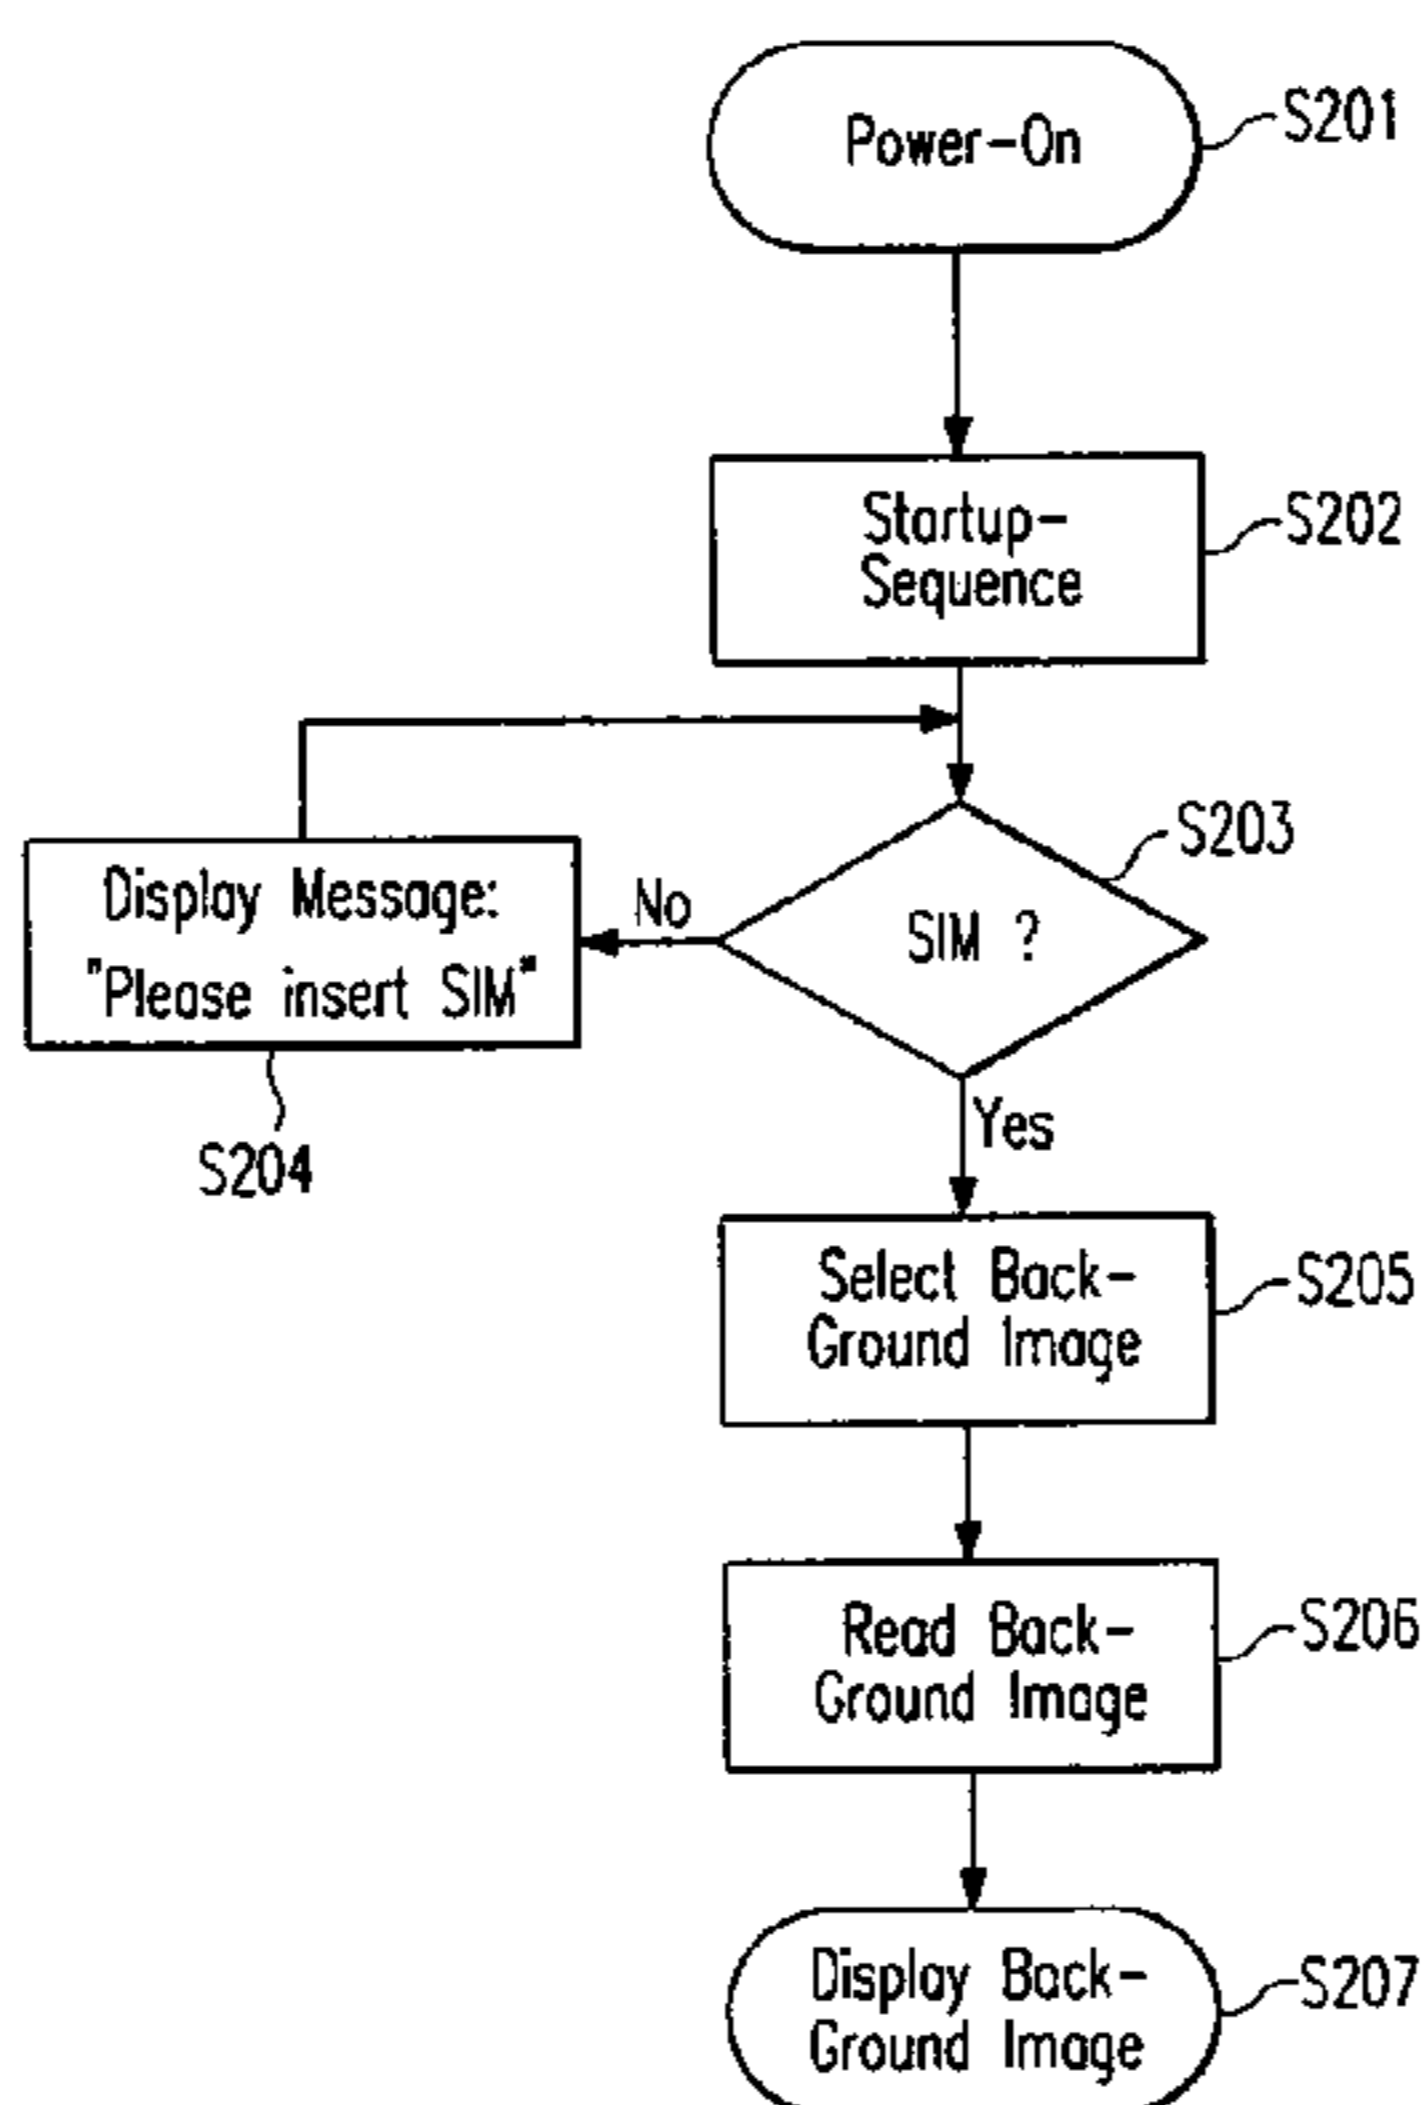 Power-On
S201
Startup-
Sequence
S202
S203
SIM ?
No
Display Message:
"Please insert SIM"
S204
Yes
Select Back-
Ground Image
S205
Read Back-
Ground Image
S206
Display Back-
Ground Image
S207